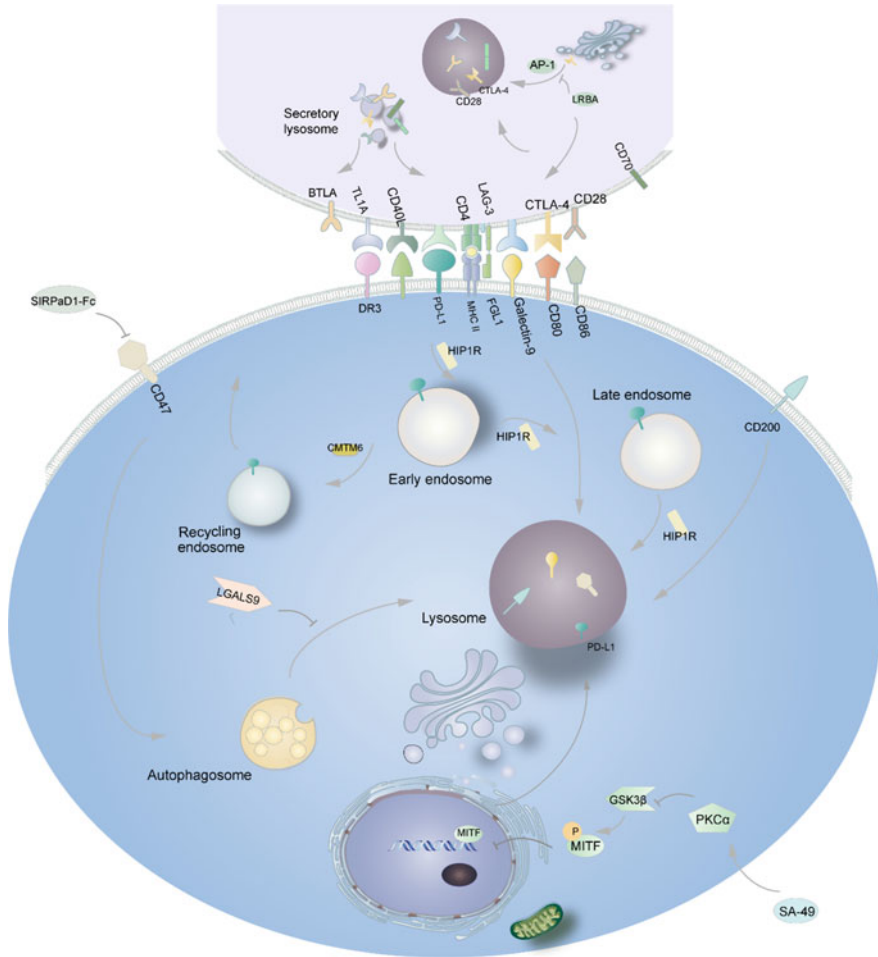 AP-1
CTLA-4
CD28
LRBA
Secretory
lysosome
CD70
BTLA
TL1A
CD40L
CD4
LAG-3
CTLA-4
CD28
SIRPaD1-Fc
DR3
PD-L1
MHC II
FGL1
Galectin-9
CD80
CD86
CD47
HIP1R
Late endosome
CD200
HIP1R
CMTM6
Early endosome
Recycling
endosome
HIP1R
LGALS9
Lysosome
PD-L1
Autophagosome
GSK3β
PKCα
P
MITF
MITF
SA-49